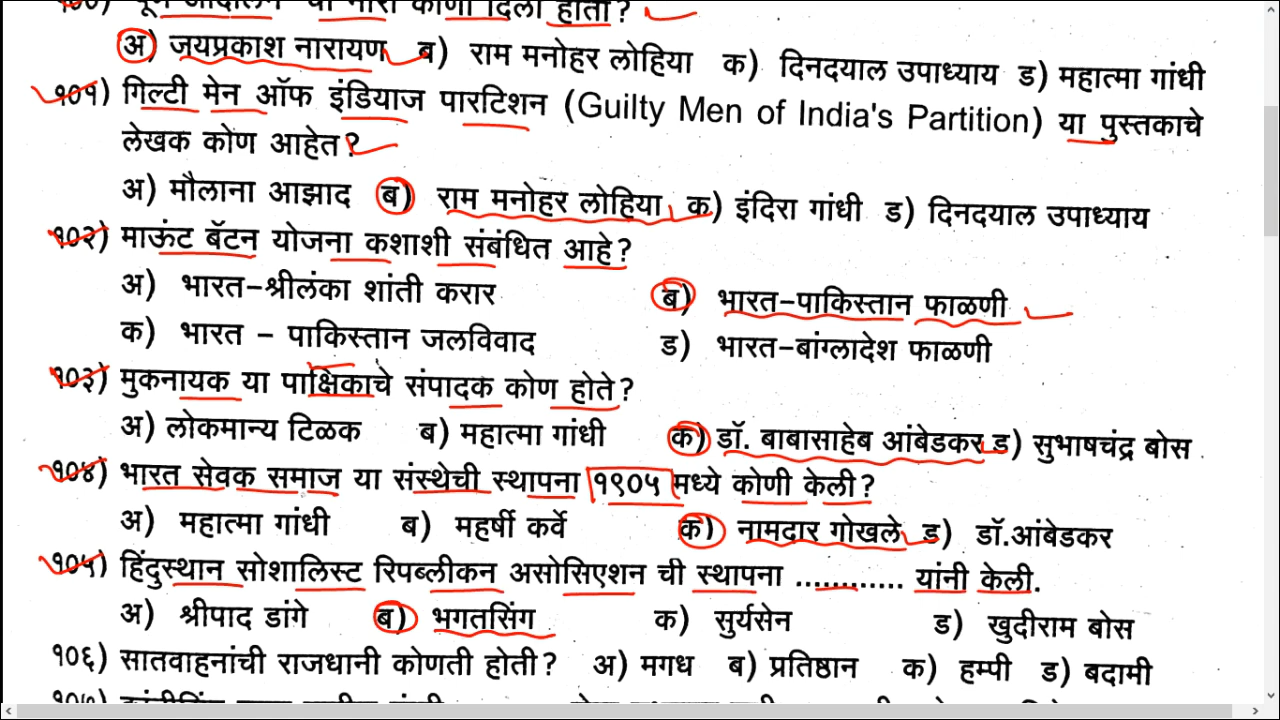 या नारा कोणी दिला होता?
अ) जयप्रकाश नारायण ब) राम मनोहर लोहिया क) दिनदयाल उपाध्याय ड) महात्मा गांधी
१०१) गिल्टी मेन ऑफ इंडियाज पारटिशन (Guilty Men of India's Partition) या पुस्तकाचे
लेखक कोण आहेत?
अ) मौलाना आझाद ब) राम मनोहर लोहिया क) इंदिरा गांधी ड) दिनदयाल उपाध्याय
१०२) माऊंट बॅटन योजना कशाशी संबंधित आहे?
अ) भारत-श्रीलंका शांती करार ब) भारत-पाकिस्तान फाळणी
क) भारत - पाकिस्तान जलविवाद ड) भारत-बांग्लादेश फाळणी
१०३) मुकनायक या पाक्षिकाचे संपादक कोण होते?
अ) लोकमान्य टिळक ब) महात्मा गांधी क) डॉ. बाबासाहेब आंबेडकर ड) सुभाषचंद्र बोस
१०४) भारत सेवक समाज या संस्थेची स्थापना १९०५ मध्ये कोणी केली?
अ) महात्मा गांधी ब) महर्षी कर्वे क) नामदार गोखले ड) डॉ.आंबेडकर
१०५) हिंदुस्थान सोशालिस्ट रिपब्लीकन असोसिएशन ची स्थापना ............ यांनी केली.
अ) श्रीपाद डांगे ब) भगतसिंग क) सुर्यसेन ड) खुदीराम बोस
१०६) सातवाहनांची राजधानी कोणती होती? अ) मगध ब) प्रतिष्ठान क) हम्पी ड) बदामी